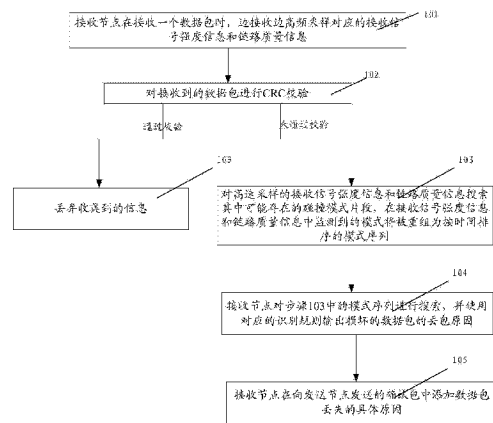 101
接收节点在接收一个数据包时，边接收边高频采样对应的接收信
号强度信息和链路质量信息
102
对接收到的数据包进行CRC校验
通过校验
未通过校验
109
丢弃收集到的信息
103
对高速采样的接收信号强度信息和链路质量信息搜索
其中可能存在的碰撞模式片段，在接收信号强度信息
和链路质量信息中监测到的模式将被重组为按时间排
序的模式序列
104
接收节点对步骤103中的模式序列进行搜索，并使用
对应的识别规则输出损坏的数据包的丢包原因
105
接收节点在向发送节点发送的确认包中添加数据包
丢失的具体原因